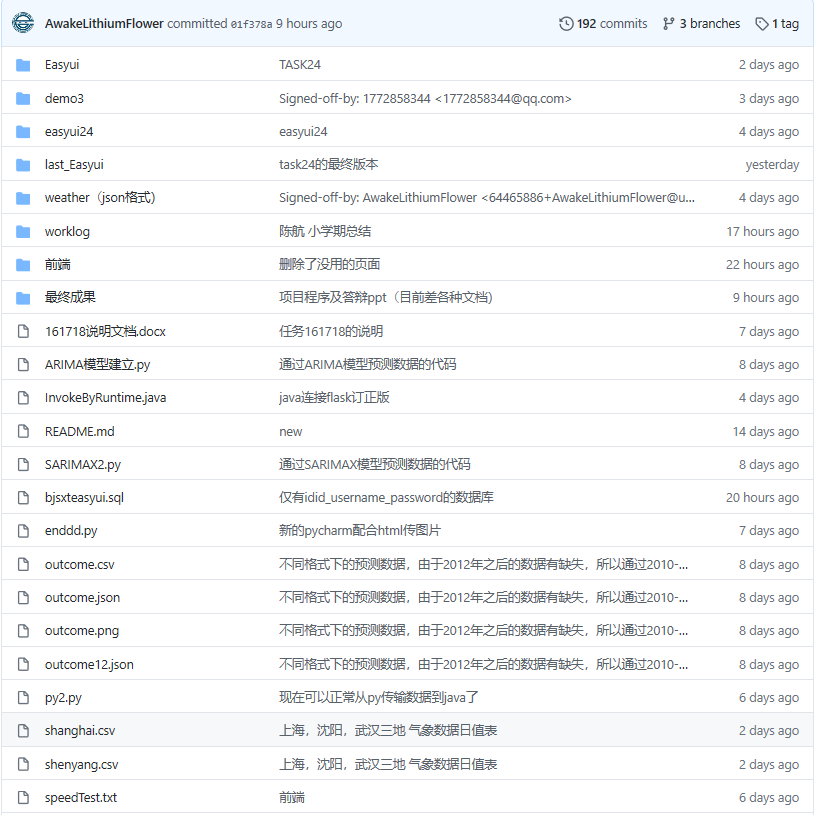 AwakeLithiumFlower committed 01f378a 9 hours ago 192 commits 3 branches 1 tag
Easyui TASK24 2 days ago
demo3 Signed-off-by: 1772858344 <1772858344@qq.com> 3 days ago
easyui24 easyui24 4 days ago
last_Easyui task24的最终版本 yesterday
weather（json格式） Signed-off-by: AwakeLithiumFlower <64465886+AwakeLithiumFlower@u... 4 days ago
worklog 陈航 小学期总结 17 hours ago
前端 删除了没用的页面 22 hours ago
最终成果 项目程序及答辩ppt（目前差各种文档） 9 hours ago
161718说明文档.docx 任务161718的说明 7 days ago
ARIMA模型建立.py 通过ARIMA模型预测数据的代码 8 days ago
InvokeByRuntime.java java连接flask订正版 4 days ago
README.md new 14 days ago
SARIMAX2.py 通过SARIMAX模型预测数据的代码 8 days ago
bjsxteasyui.sql 仅有idid_username_password的数据库 20 hours ago
enddd.py 新的pycharm配合html传图片 7 days ago
outcome.csv 不同格式下的预测数据，由于2012年之后的数据有缺失，所以通过2010-... 8 days ago
outcome.json 不同格式下的预测数据，由于2012年之后的数据有缺失，所以通过2010-... 8 days ago
outcome.png 不同格式下的预测数据，由于2012年之后的数据有缺失，所以通过2010-... 8 days ago
outcome12.json 不同格式下的预测数据，由于2012年之后的数据有缺失，所以通过2010-... 8 days ago
py2.py 现在可以正常从py传输数据到java了 6 days ago
shanghai.csv 上海，沈阳，武汉三地 气象数据日值表 2 days ago
shenyang.csv 上海，沈阳，武汉三地 气象数据日值表 2 days ago
speedTest.txt 前端 6 days ago